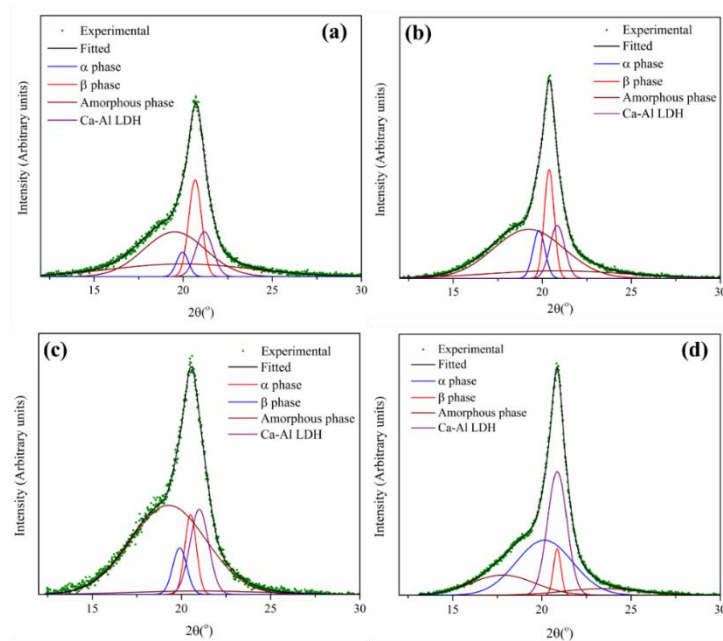 (a)
Experimental
Fitted
α phase
β phase
Amorphous phase
Ca-Al LDH
Intensity (Arbitrary units)
15 20 25 30
2θ(°)
(b)
Experimental
Fitted
α phase
β phase
Amorphous phase
Ca-Al LDH
Intensity (Arbitrary units)
15 20 25 30
2θ(°)
(c)
Experimental
Fitted
α phase
β phase
Amorphous phase
Ca-Al LDH
Intensity (Arbitrary units)
15 20 25 30
2θ(°)
(d)
Experimental
Fitted
α phase
β phase
Amorphous phase
Ca-Al LDH
Intensity (Arbitrary units)
15 20 25 30
2θ(°)